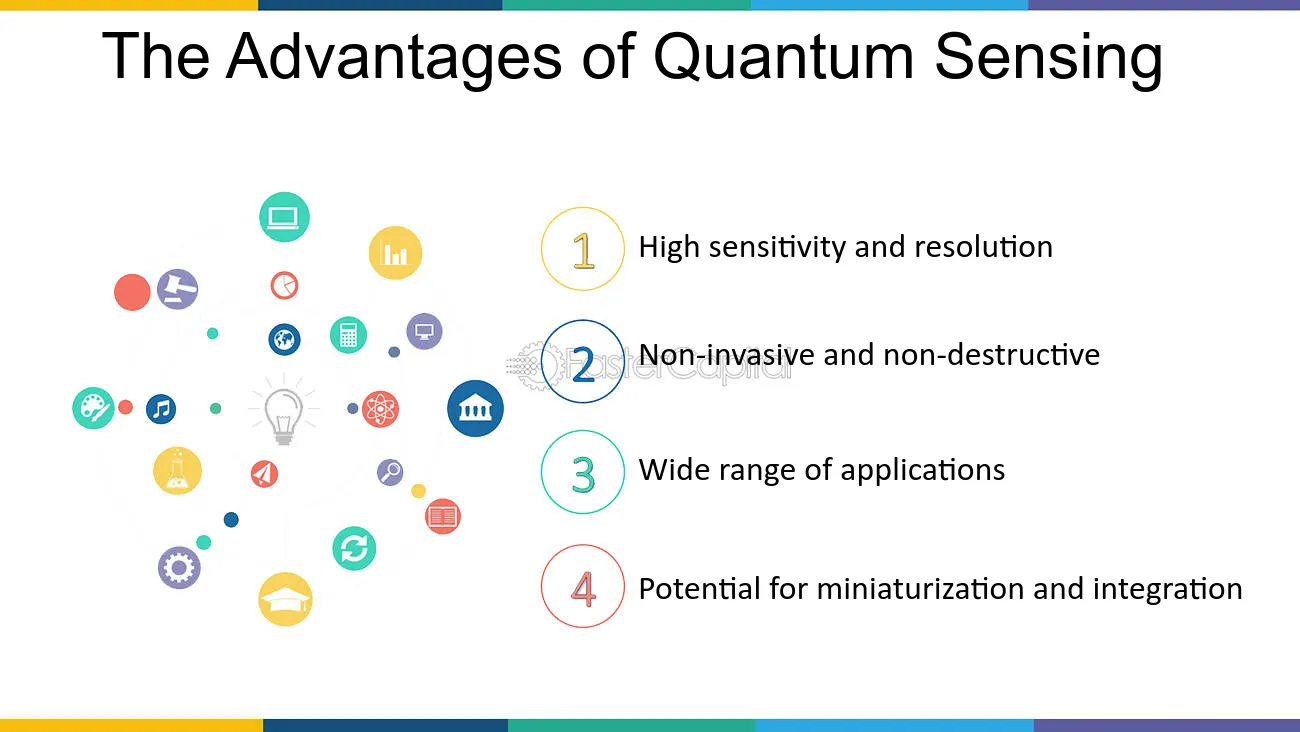 The Advantages of Quantum Sensing
1
High sensitivity and resolution
2
Non-invasive and non-destructive
FasterCapital
3
Wide range of applications
4
Potential for miniaturization and integration